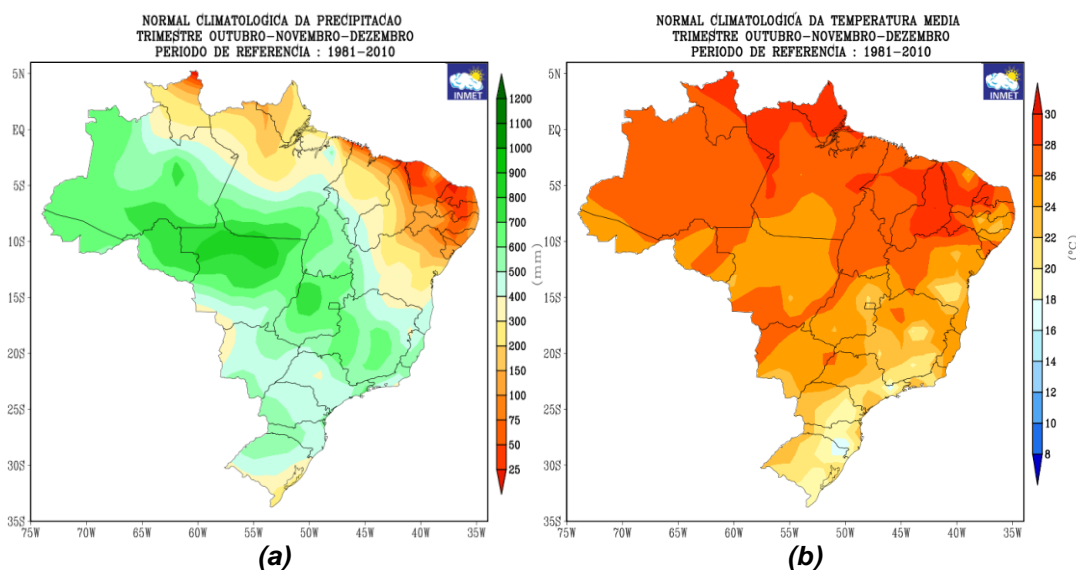 NORMAL CLIMATOLOGICA DA PRECIPITACAO
TRIMESTRE OUTUBRO-NOVEMBRO-DEZEMBRO
PERIODO DE REFERENCIA : 1981-2010
INMET
5N
EQ
5S
10S
15S
20S
25S
30S
35S
75W 70W 65W 60W 55W 50W 45W 40W 35W
1200
1000
900
800
700
600
500
400
300
200
150
100
75
50
25
(mm)
(a)
NORMAL CLIMATOLOGICA DA TEMPERATURA MEDIA
TRIMESTRE OUTUBRO-NOVEMBRO-DEZEMBRO
PERIODO DE REFERENCIA : 1981-2010
INMET
5N
EQ
5S
10S
15S
20S
25S
30S
35S
75W 70W 65W 60W 55W 50W 45W 40W 35W
30
28
26
24
22
20
18
16
14
12
10
8
(°C)
(b)